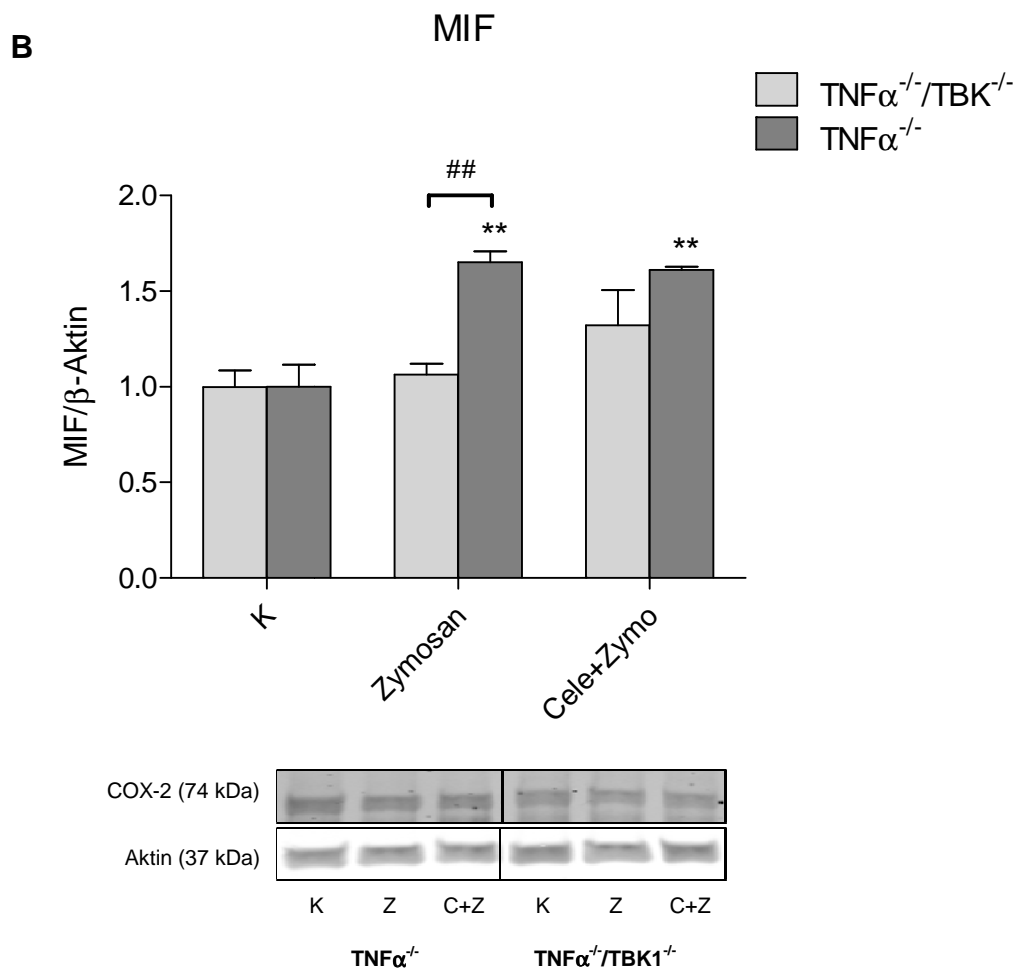 B
MIF
TNFα⁻/⁻/TBK⁻/⁻
TNFα⁻/⁻
##
2.0
**
**
1.5
1.0
0.5
0.0
MIF/β-Aktin
K
Zymosan
Cele+Zymo
COX-2 (74 kDa)
Aktin (37 kDa)
K Z C+Z K Z C+Z
TNFα⁻/⁻ TNFα⁻/⁻/TBK1⁻/⁻